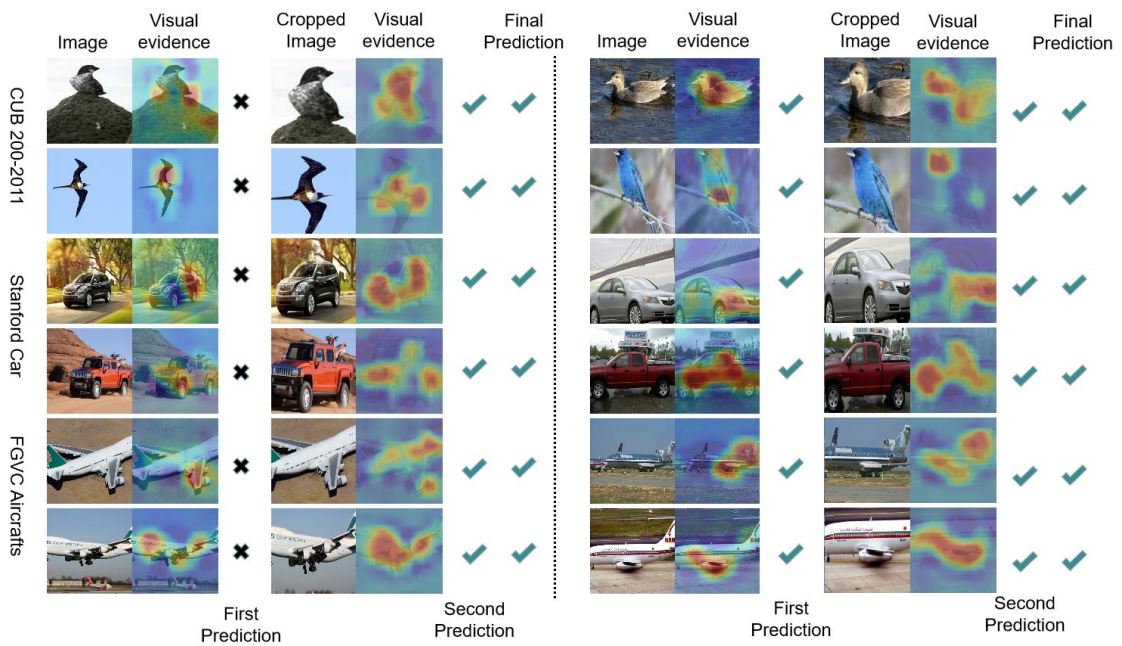 Image
Visual
evidence
Cropped
Image
Visual
evidence
Final
Prediction
Image
Visual
evidence
Cropped
Image
Visual
evidence
Final
Prediction
CUB 200-2011
Stanford Car
FGVC Aircrafts
First
Prediction
Second
Prediction
First
Prediction
Second
Prediction